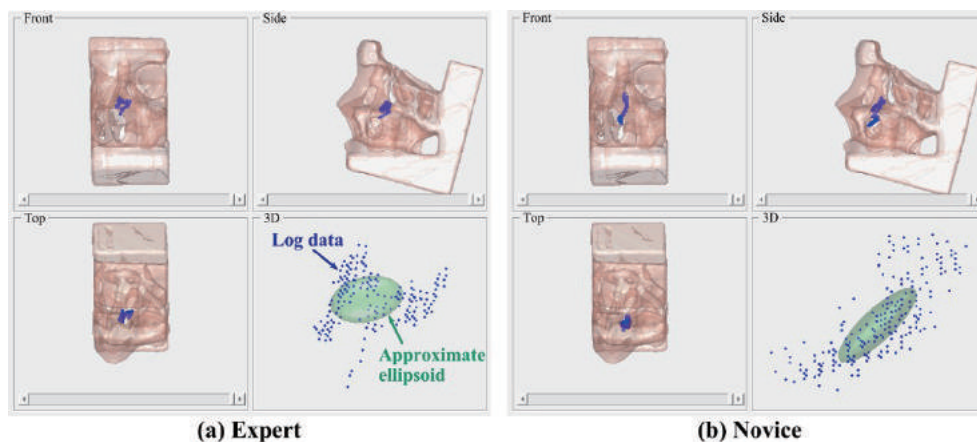 Front
Side
Top
3D
Log data
Approximate
ellipsoid
(a) Expert
Front
Side
Top
3D
(b) Novice